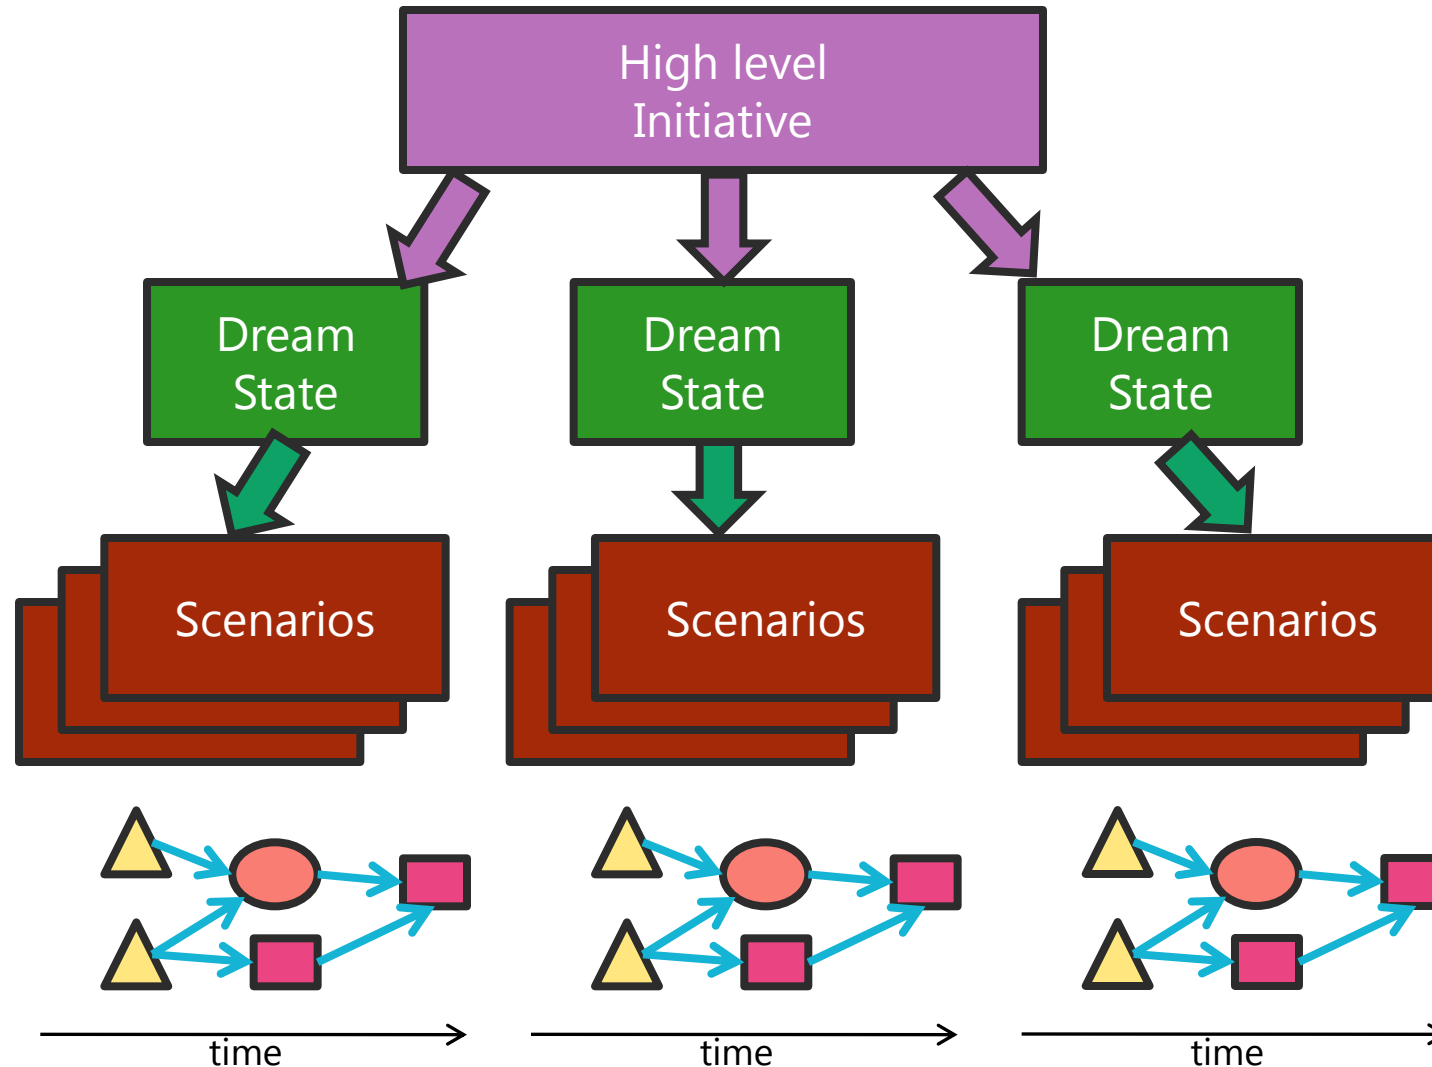 High level
Initiative
Dream
State
Dream
State
Dream
State
Scenarios
Scenarios
Scenarios
time
time
time